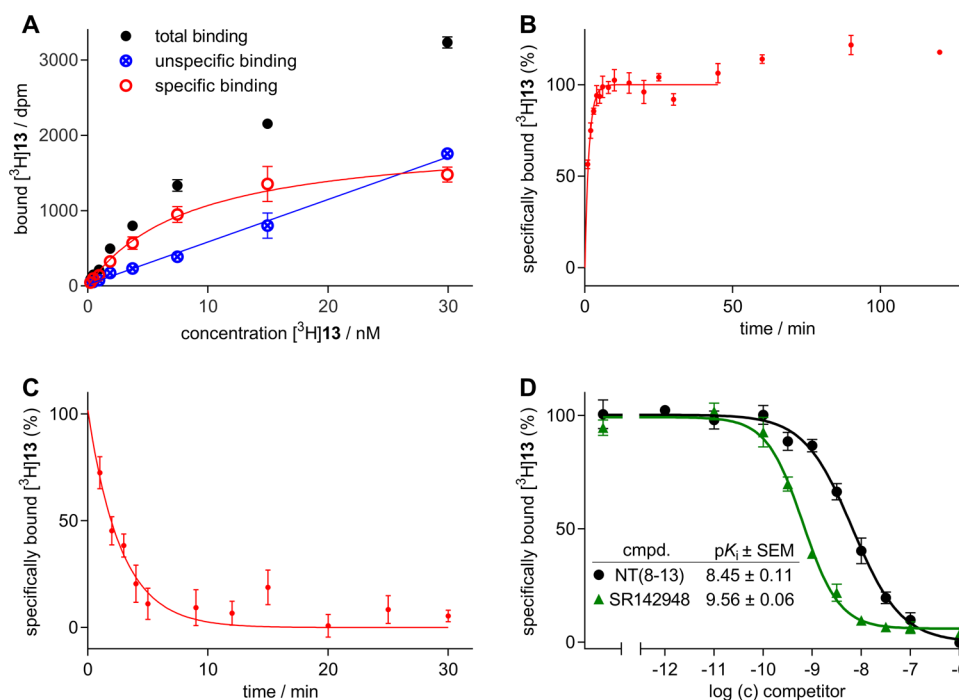 A
total binding
unspecific binding
specific binding
bound [³H]13 / dpm
3000
2000
1000
0
0 10 20 30
concentration [³H]13 / nM
B
specifically bound [³H]13 (%)
100
50
0
0 50 100
time / min
C
specifically bound [³H]13 (%)
100
50
0
0 10 20 30
time / min
D
specifically bound [³H]13 (%)
100
50
0
cmpd. pKi ± SEM
NT(8-13) 8.45 ± 0.11
SR142948 9.56 ± 0.06
-12 -11 -10 -9 -8 -7
log (c) competitor